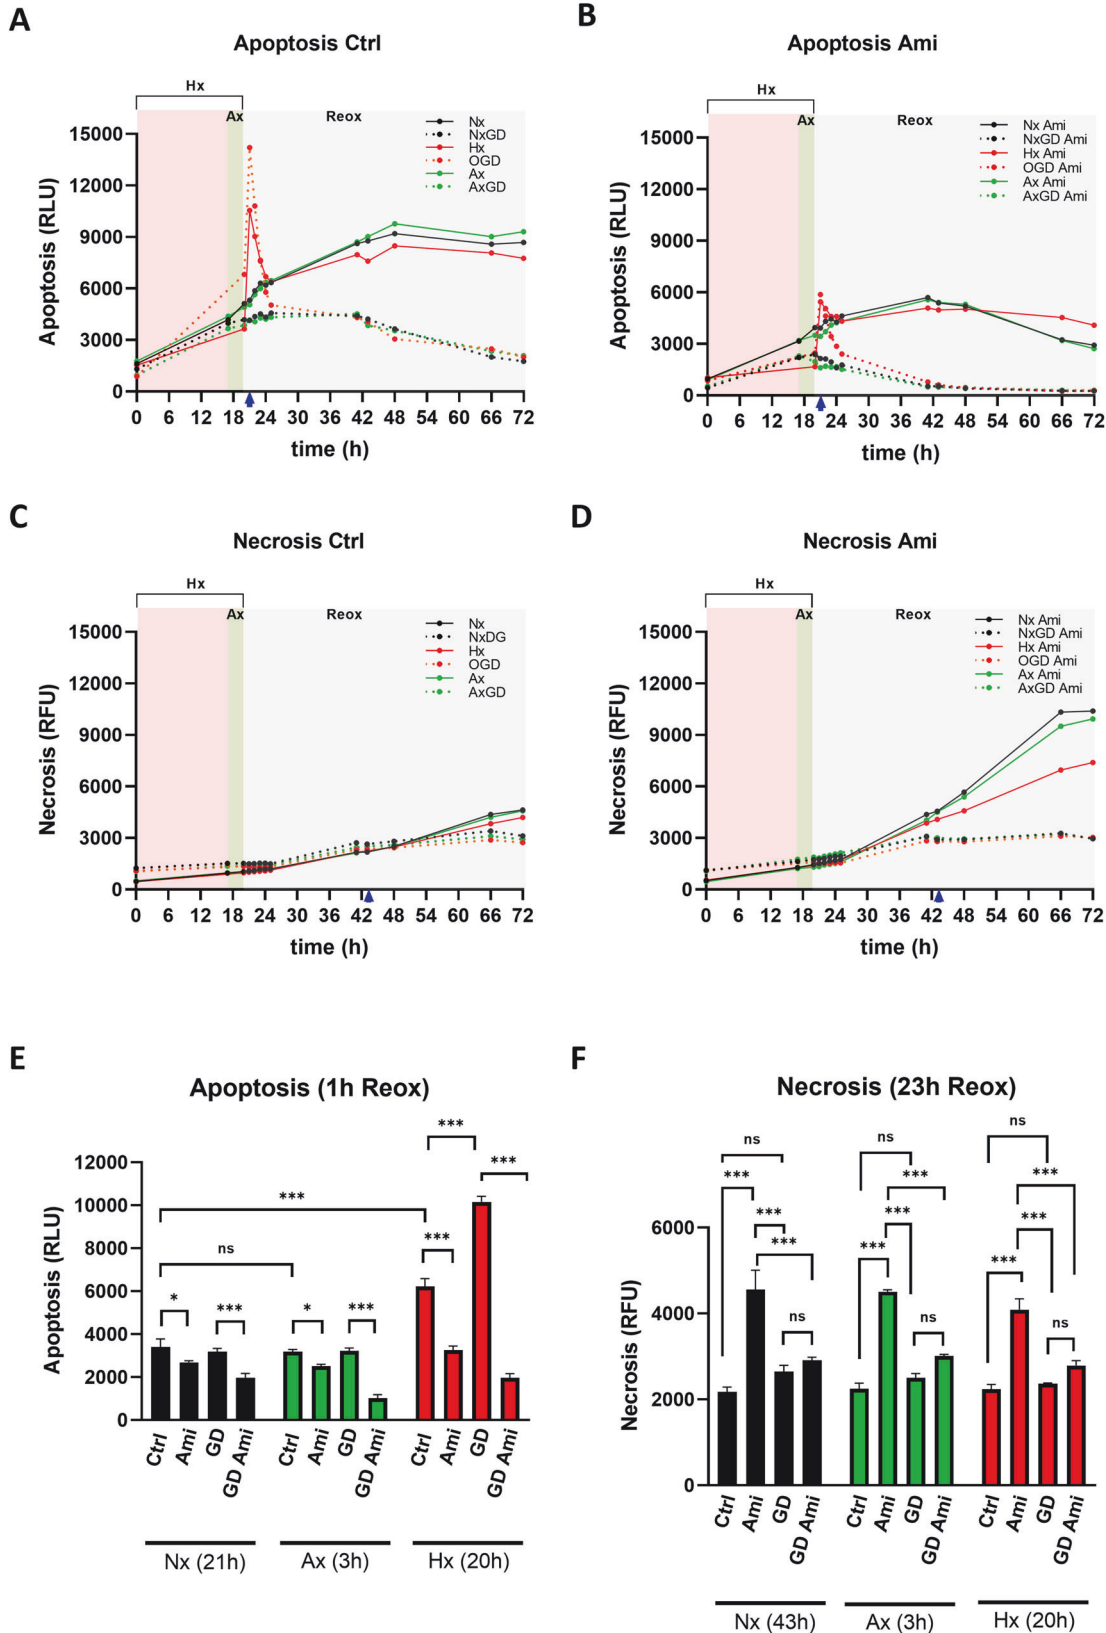 A
Apoptosis Ctrl
Hx
Ax
Reox
Nx
NxGD
Hx
OGD
Ax
AxGD
15000
12000
9000
6000
3000
0
Apoptosis (RLU)
0 6 12 18 24 30 36 42 48 54 60 66 72
time (h)
B
Apoptosis Ami
Hx
Ax
Reox
Nx Ami
NxGD Ami
Hx Ami
OGD Ami
Ax Ami
AxGD Ami
15000
12000
9000
6000
3000
0
Apoptosis (RLU)
0 6 12 18 24 30 36 42 48 54 60 66 72
time (h)
C
Necrosis Ctrl
Hx
Ax
Reox
Nx
NxDG
Hx
OGD
Ax
AxGD
15000
12000
9000
6000
3000
0
Necrosis (RFU)
0 6 12 18 24 30 36 42 48 54 60 66 72
time (h)
D
Necrosis Ami
Hx
Ax
Reox
Nx Ami
NxGD Ami
Hx Ami
OGD Ami
Ax Ami
AxGD Ami
15000
12000
9000
6000
3000
0
Necrosis (RFU)
0 6 12 18 24 30 36 42 48 54 60 66 72
time (h)
E
Apoptosis (1h Reox)
***
***
***
***
ns
* *** * ***
12000
10000
8000
6000
4000
2000
0
Apoptosis (RLU)
Ctrl Ami GD GD Ami Ctrl Ami GD GD Ami Ctrl Ami GD GD Ami
Nx (21h) Ax (3h) Hx (20h)
F
Necrosis (23h Reox)
ns ns ns
*** *** ***
*** *** ***
***
*** ***
ns ns ns
6000
4000
2000
0
Necrosis (RFU)
Ctrl Ami GD GD Ami Ctrl Ami GD GD Ami Ctrl Ami GD GD Ami
Nx (43h) Ax (3h) Hx (20h)